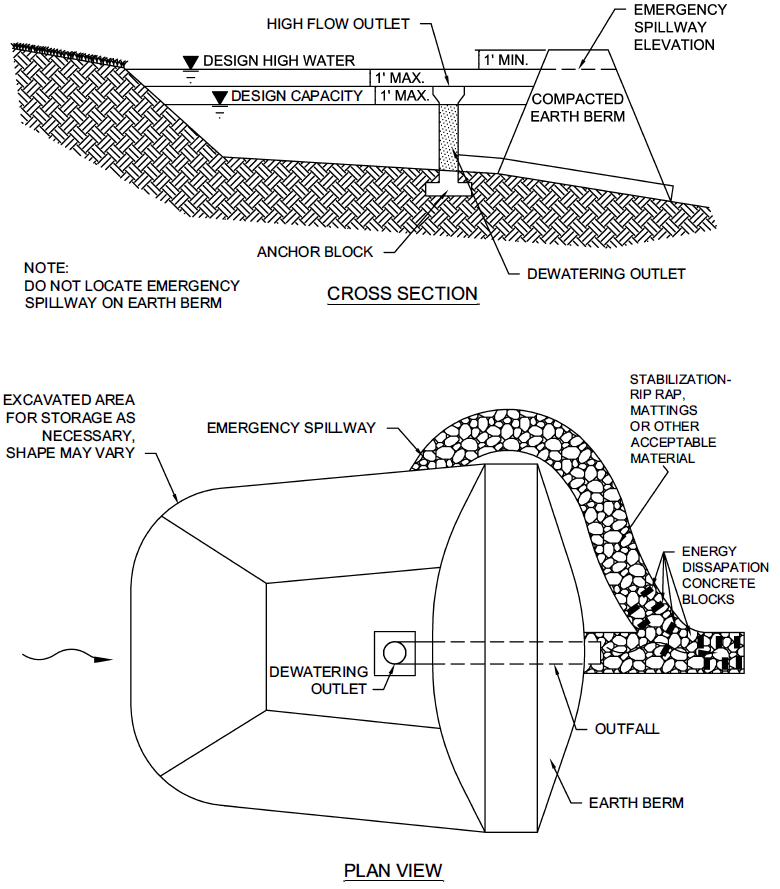 HIGH FLOW OUTLET
EMERGENCY
SPILLWAY
ELEVATION
DESIGN HIGH WATER
1' MIN.
1' MAX.
DESIGN CAPACITY
1' MAX.
COMPACTED
EARTH BERM
ANCHOR BLOCK
DEWATERING OUTLET
NOTE:
DO NOT LOCATE EMERGENCY
SPILLWAY ON EARTH BERM
CROSS SECTION
EXCAVATED AREA
FOR STORAGE AS
NECESSARY,
SHAPE MAY VARY
EMERGENCY SPILLWAY
STABILIZATION-
RIP RAP,
MATTINGS
OR OTHER
ACCEPTABLE
MATERIAL
ENERGY
DISSAPATION
CONCRETE
BLOCKS
DEWATERING
OUTLET
OUTFALL
EARTH BERM
PLAN VIEW